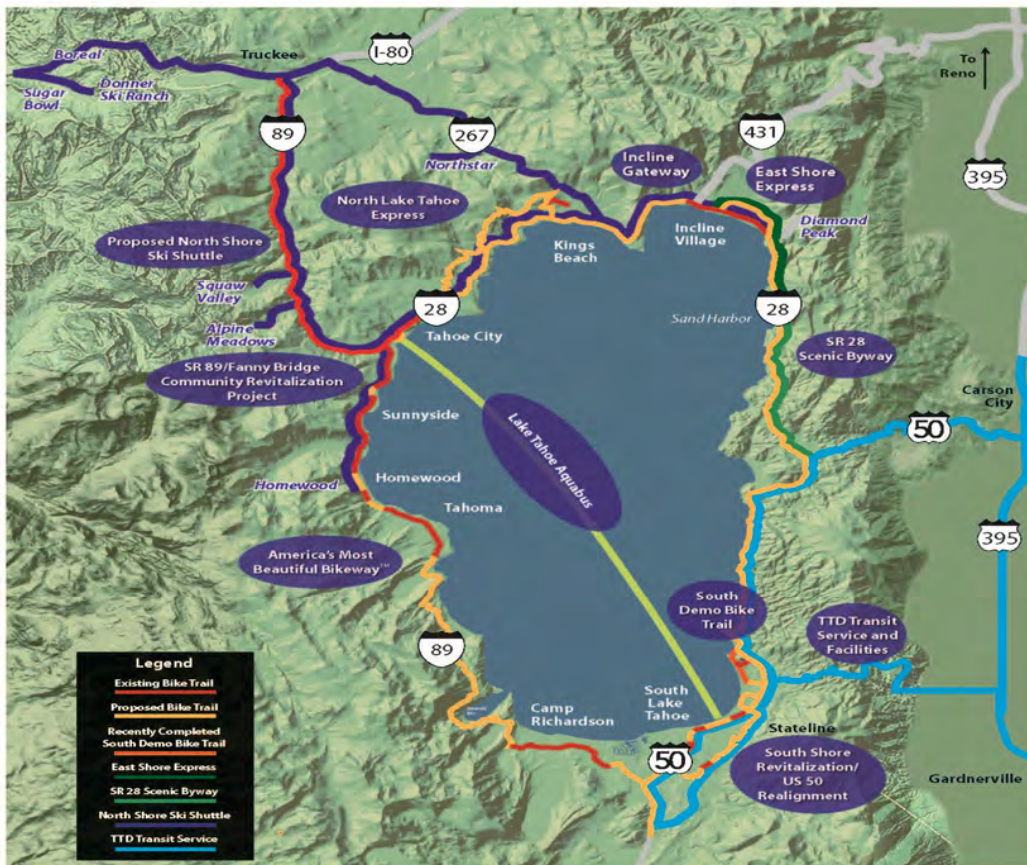 Boreal'
Truckee
I-80
To
Reno
Sugar
Bowl
Donner
Ski Ranch
89
267
431
395
Northstar
Incline
Gateway
East Shore
Express
North Lake Tahoe
Express
Diamond
Peak
Proposed North Shore
Ski Shuttle
Kings
Beach
Incline
Village
Squaw
Valley
28
28
Sand Harbor
Alpine
Meadows
Tahoe City
SR 28
Scenic Byway
SR 89/Fanny Bridge
Community Revitalization
Project
Carson
City
50
Sunnyside
Lake Tahoe Aquabus
Homewood
Homewood
Tahoma
395
America's Most
Beautiful Bikeway™
South
Demo Bike
Trail
TTD Transit
Service and
Facilities
89
Camp
Richardson
South
Lake
Tahoe
Stateline
50
South Shore
Revitalization/
US 50
Realignment
Gardnerville
Legend
Existing Bike Trail
Proposed Bike Trail
Recently Completed
South Demo Bike Trail
East Shore Express
SR 28 Scenic Byway
North Shore Ski Shuttle
TTD Transit Service